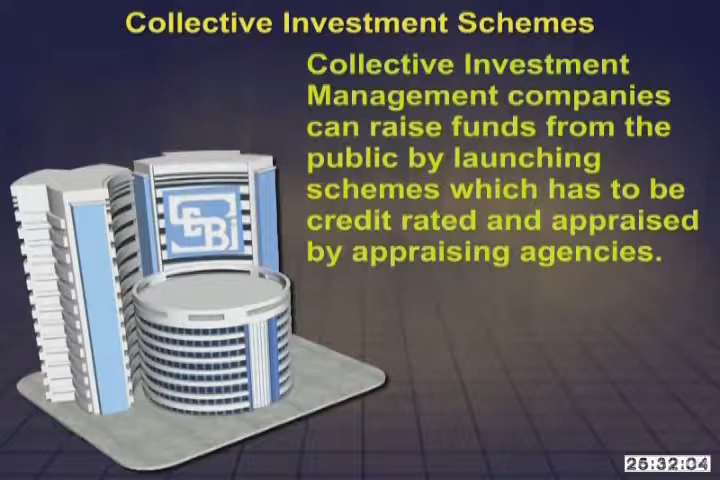 Collective Investment Schemes
Collective Investment
Management companies
can raise funds from the
public by launching
schemes which has to be
credit rated and appraised
by appraising agencies.
SEBI
25:32:04